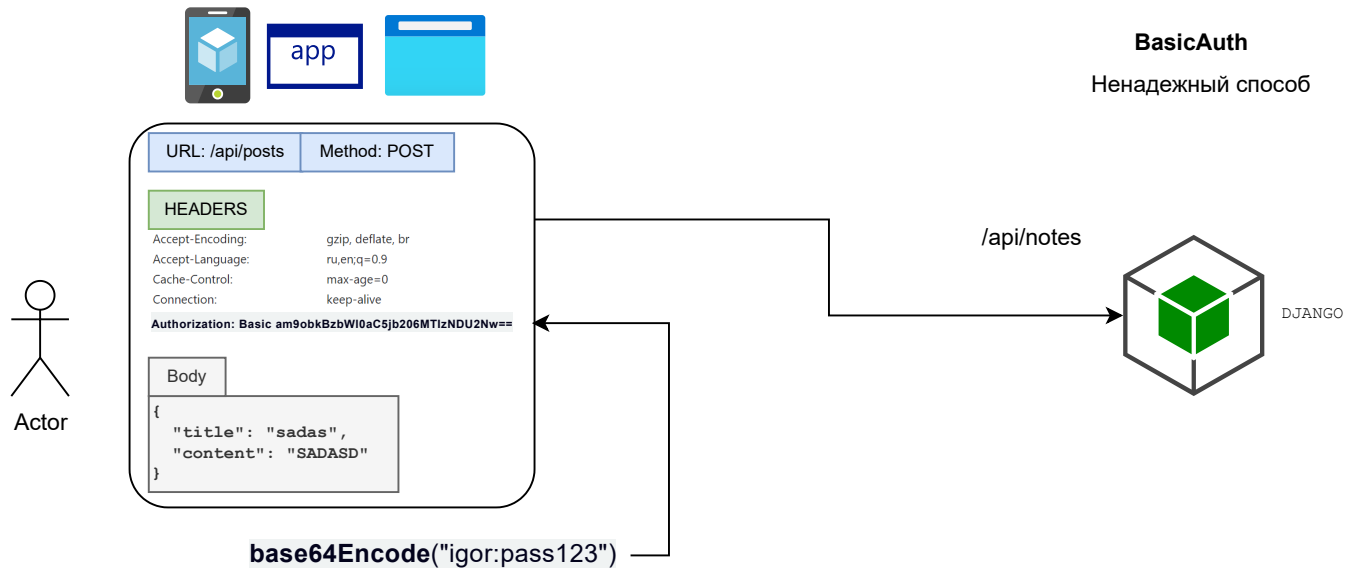 app
BasicAuth
Ненадежный способ
URL: /api/posts
Method: POST
HEADERS
Accept-Encoding: gzip, deflate, br
Accept-Language: ru,en;q=0.9
Cache-Control: max-age=0
Connection: keep-alive
Authorization: Basic am9obkBzbWl0aC5jb206MTIzNDU2Nw==
Body
{
"title": "sadas",
"content": "SADASD"
}
Actor
/api/notes
DJANGO
base64Encode("igor:pass123")